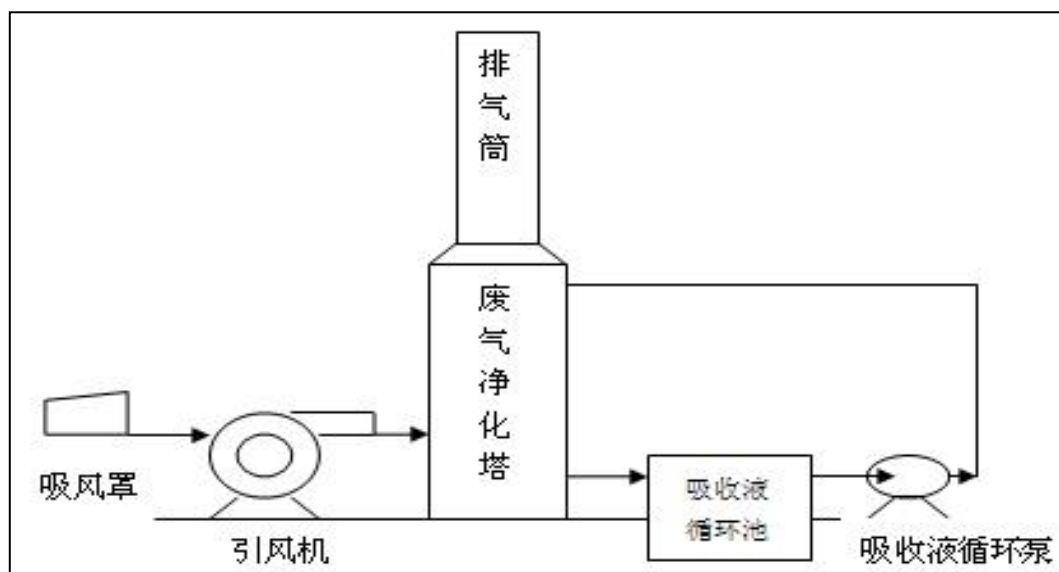 排气筒
废气净化塔
吸风罩
引风机
吸收液
循环池
吸收液循环泵